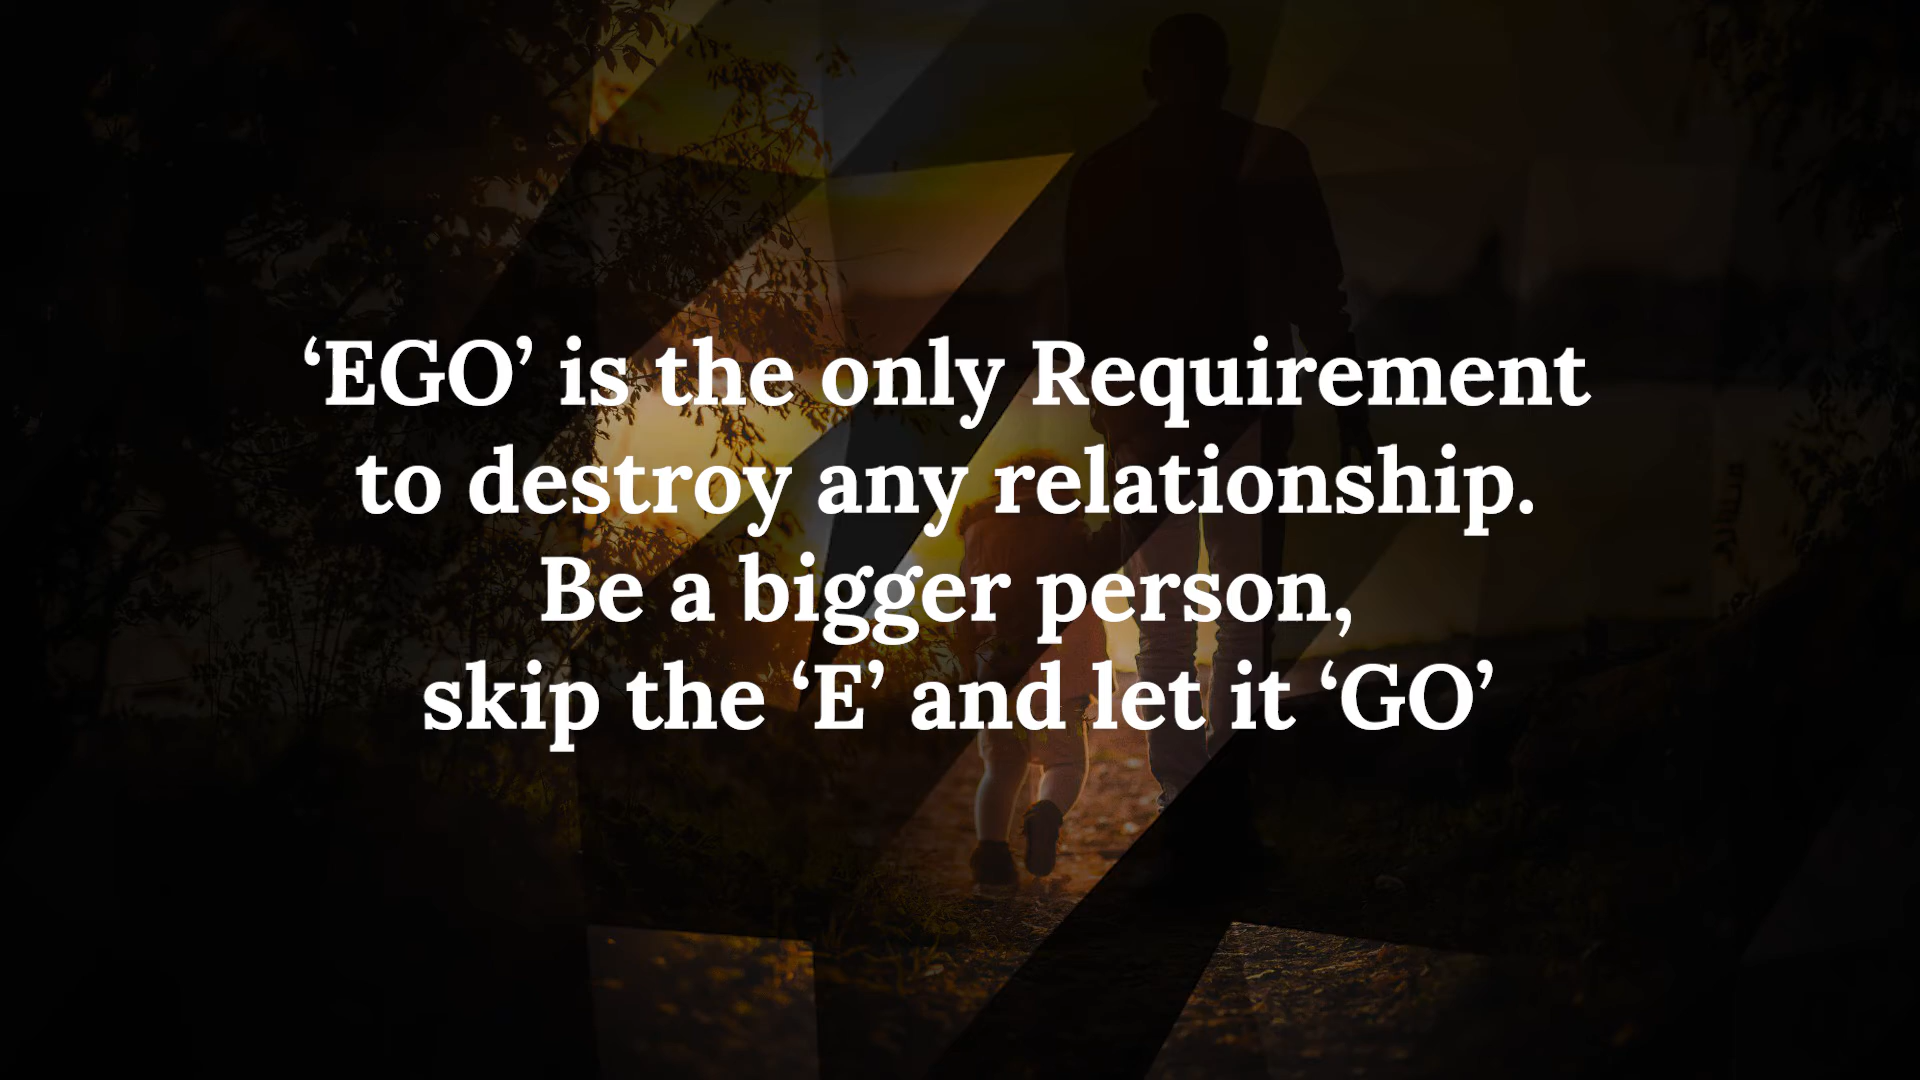 ‘EGO’ is the only Requirement
to destroy any relationship.
Be a bigger person,
skip the ‘E’ and let it ‘GO’